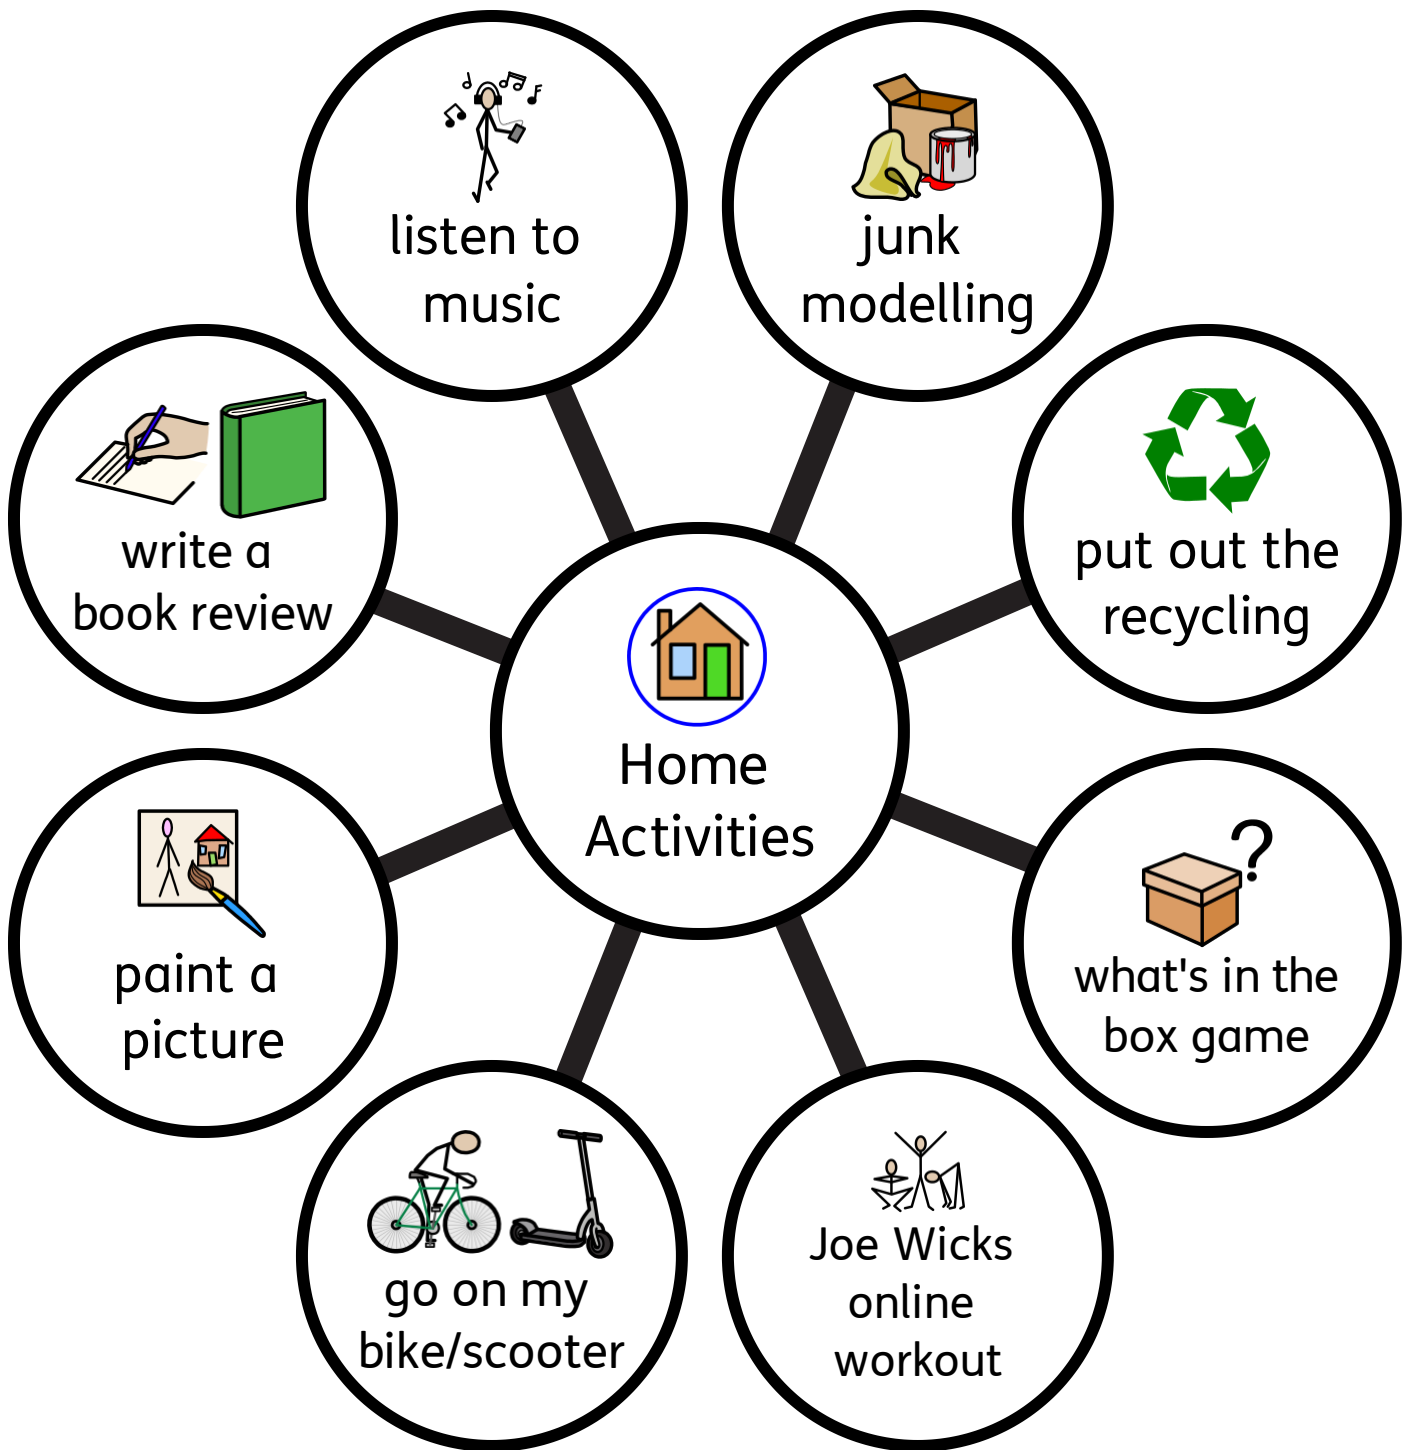 listen to
music
junk
modelling
write a
book review
put out the
recycling
Home
Activities
paint a
picture
what's in the
box game
go on my
bike/scooter
Joe Wicks
online
workout